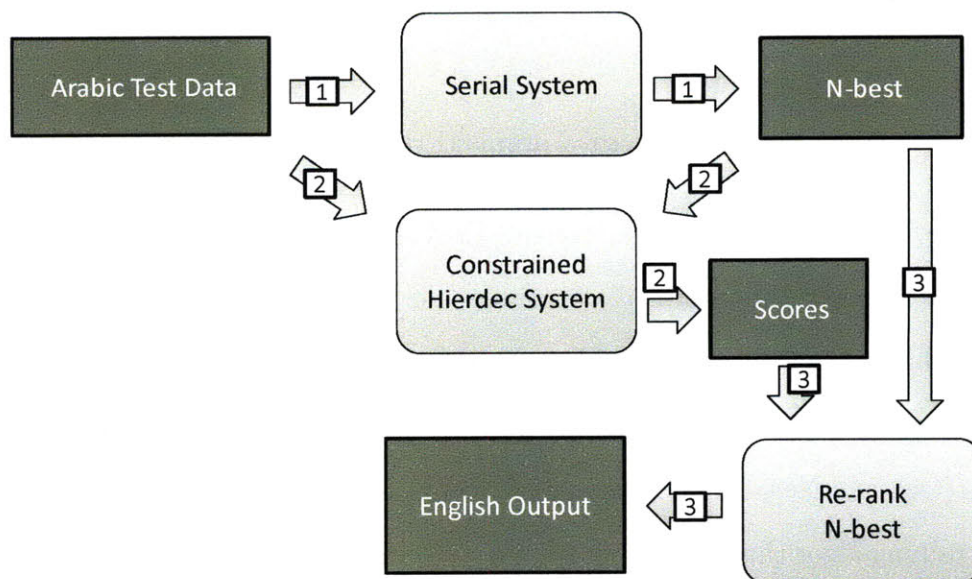 Arabic Test Data
1
Serial System
1
N-best
2
2
Constrained
Hierdec System
2
Scores
3
3
English Output
3
Re-rank
N-best